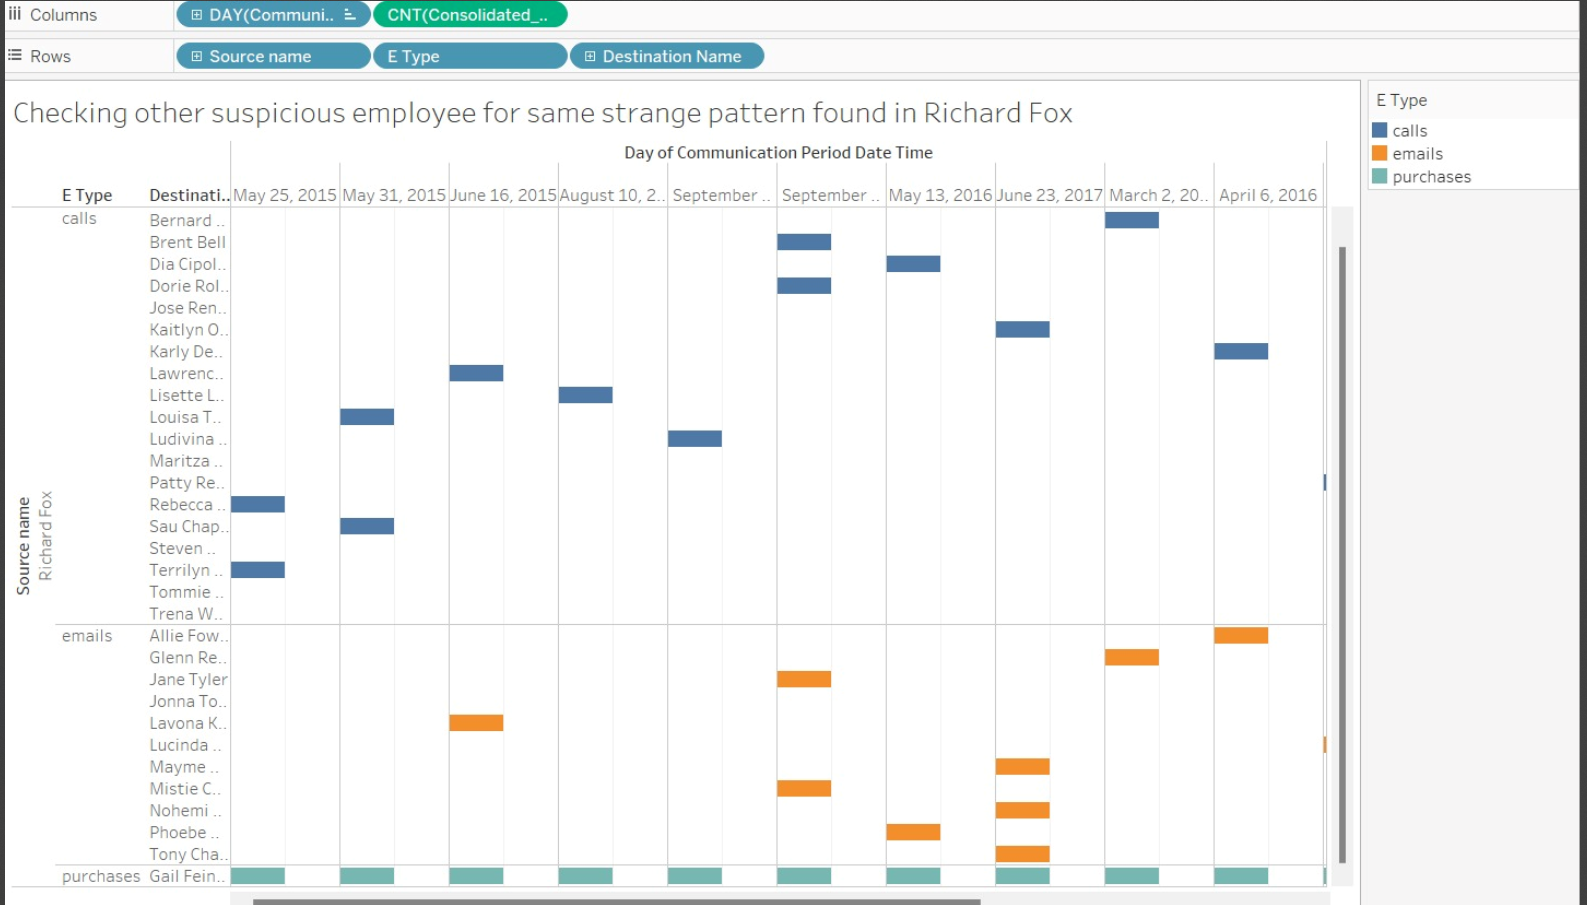 Columns DAY(Communi.. CNT(Consolidated_..
Rows Source name E Type Destination Name
Checking other suspicious employee for same strange pattern found in Richard Fox
Day of Communication Period Date Time
E Type Destinati.. May 25, 2015 May 31, 2015 June 16, 2015 August 10, 2.. September .. September .. May 13, 2016 June 23, 2017 March 2, 20.. April 6, 2016
Source name
Richard Fox
calls Bernard ..
Brent Bell
Dia Cipol..
Dorie Rol..
Jose Ren..
Kaitlyn O..
Karly De..
Lawrenc..
Lisette L..
Louisa T..
Ludivina ..
Maritza ..
Patty Re..
Rebecca ..
Sau Chap..
Steven ..
Terrilyn ..
Tommie ..
Trena W..
emails Allie Fow..
Glenn Re..
Jane Tyler
Jonna To..
Lavona K..
Lucinda ..
Mayme ..
Mistie C..
Nohemi ..
Phoebe ..
Tony Cha..
purchases Gail Fein..
E Type
calls
emails
purchases